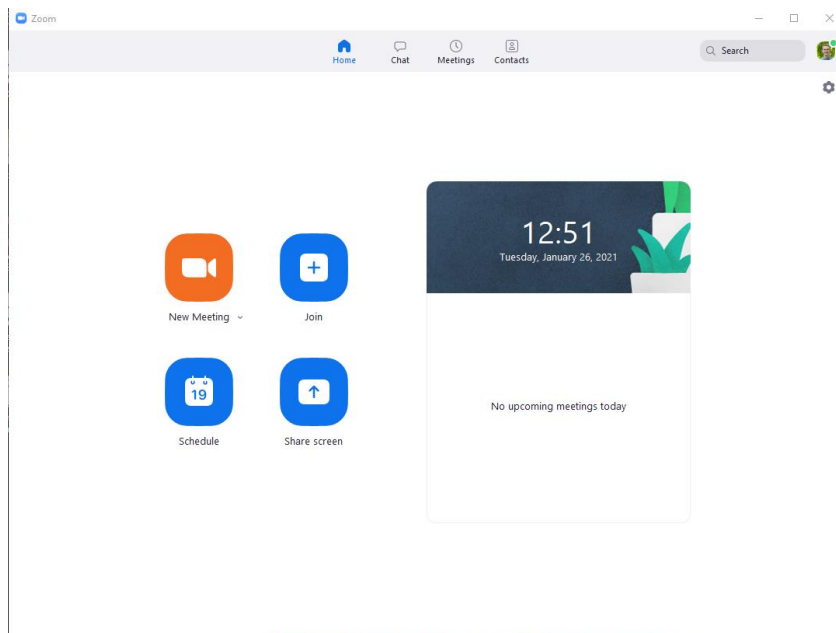 Zoom
Home
Chat
Meetings
Contacts
Search
12:51
Tuesday, January 26, 2021
New Meeting
Join
19
Schedule
Share screen
No upcoming meetings today